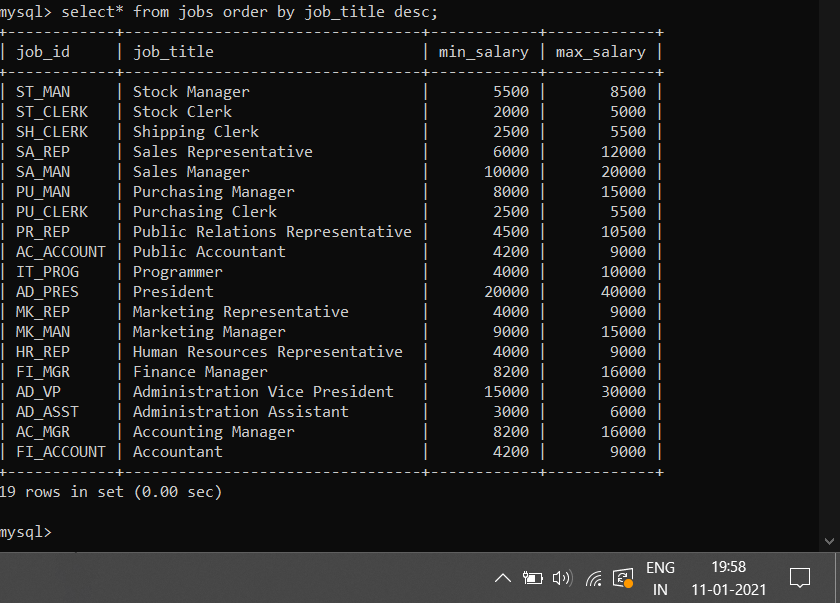 mysql> select* from jobs order by job_title desc;
+------------+---------------------------------+------------+------------+
| job_id     | job_title                       | min_salary | max_salary |
+------------+---------------------------------+------------+------------+
| ST_MAN     | Stock Manager                   |       5500 |       8500 |
| ST_CLERK   | Stock Clerk                     |       2000 |       5000 |
| SH_CLERK   | Shipping Clerk                  |       2500 |       5500 |
| SA_REP     | Sales Representative            |       6000 |      12000 |
| SA_MAN     | Sales Manager                   |      10000 |      20000 |
| PU_MAN     | Purchasing Manager              |       8000 |      15000 |
| PU_CLERK   | Purchasing Clerk                |       2500 |       5500 |
| PR_REP     | Public Relations Representative |       4500 |      10500 |
| AC_ACCOUNT | Public Accountant               |       4200 |       9000 |
| IT_PROG    | Programmer                      |       4000 |      10000 |
| AD_PRES    | President                       |      20000 |      40000 |
| MK_REP     | Marketing Representative        |       4000 |       9000 |
| MK_MAN     | Marketing Manager               |       9000 |      15000 |
| HR_REP     | Human Resources Representative  |       4000 |       9000 |
| FI_MGR     | Finance Manager                 |       8200 |      16000 |
| AD_VP      | Administration Vice President   |      15000 |      30000 |
| AD_ASST    | Administration Assistant        |       3000 |       6000 |
| AC_MGR     | Accounting Manager              |       8200 |      16000 |
| FI_ACCOUNT | Accountant                      |       4200 |       9000 |
+------------+---------------------------------+------------+------------+
19 rows in set (0.00 sec)
mysql>
ENG 19:58
IN 11-01-2021